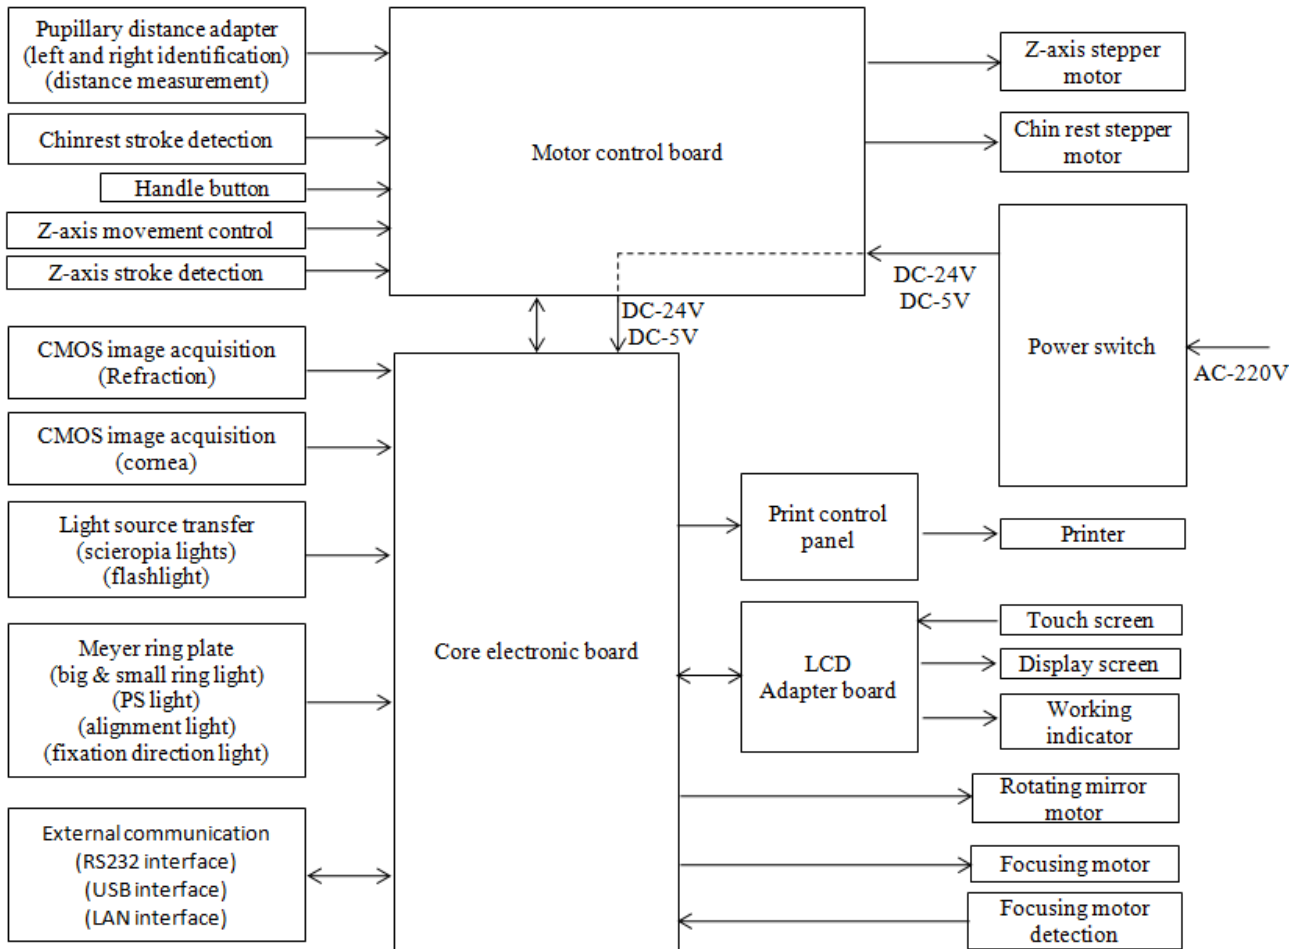 Pupillary distance adapter
(left and right identification)
(distance measurement)
Chinrest stroke detection
Handle button
Z-axis movement control
Z-axis stroke detection
Motor control board
Z-axis stepper
motor
Chin rest stepper
motor
DC-24V
DC-5V
DC-24V
DC-5V
Power switch
AC-220V
CMOS image acquisition
(Refraction)
CMOS image acquisition
(cornea)
Light source transfer
(scieropia lights)
(flashlight)
Meyer ring plate
(big & small ring light)
(PS light)
(alignment light)
(fixation direction light)
External communication
(RS232 interface)
(USB interface)
(LAN interface)
Core electronic board
Print control
panel
Printer
LCD
Adapter board
Touch screen
Display screen
Working
indicator
Rotating mirror
motor
Focusing motor
Focusing motor
detection